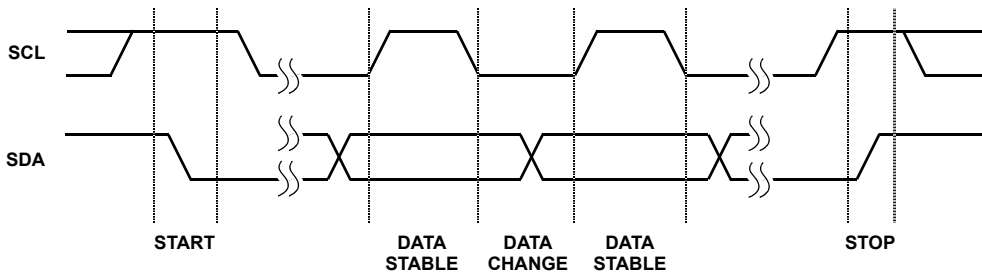 SCL
SDA
START
DATA
STABLE
DATA
CHANGE
DATA
STABLE
STOP